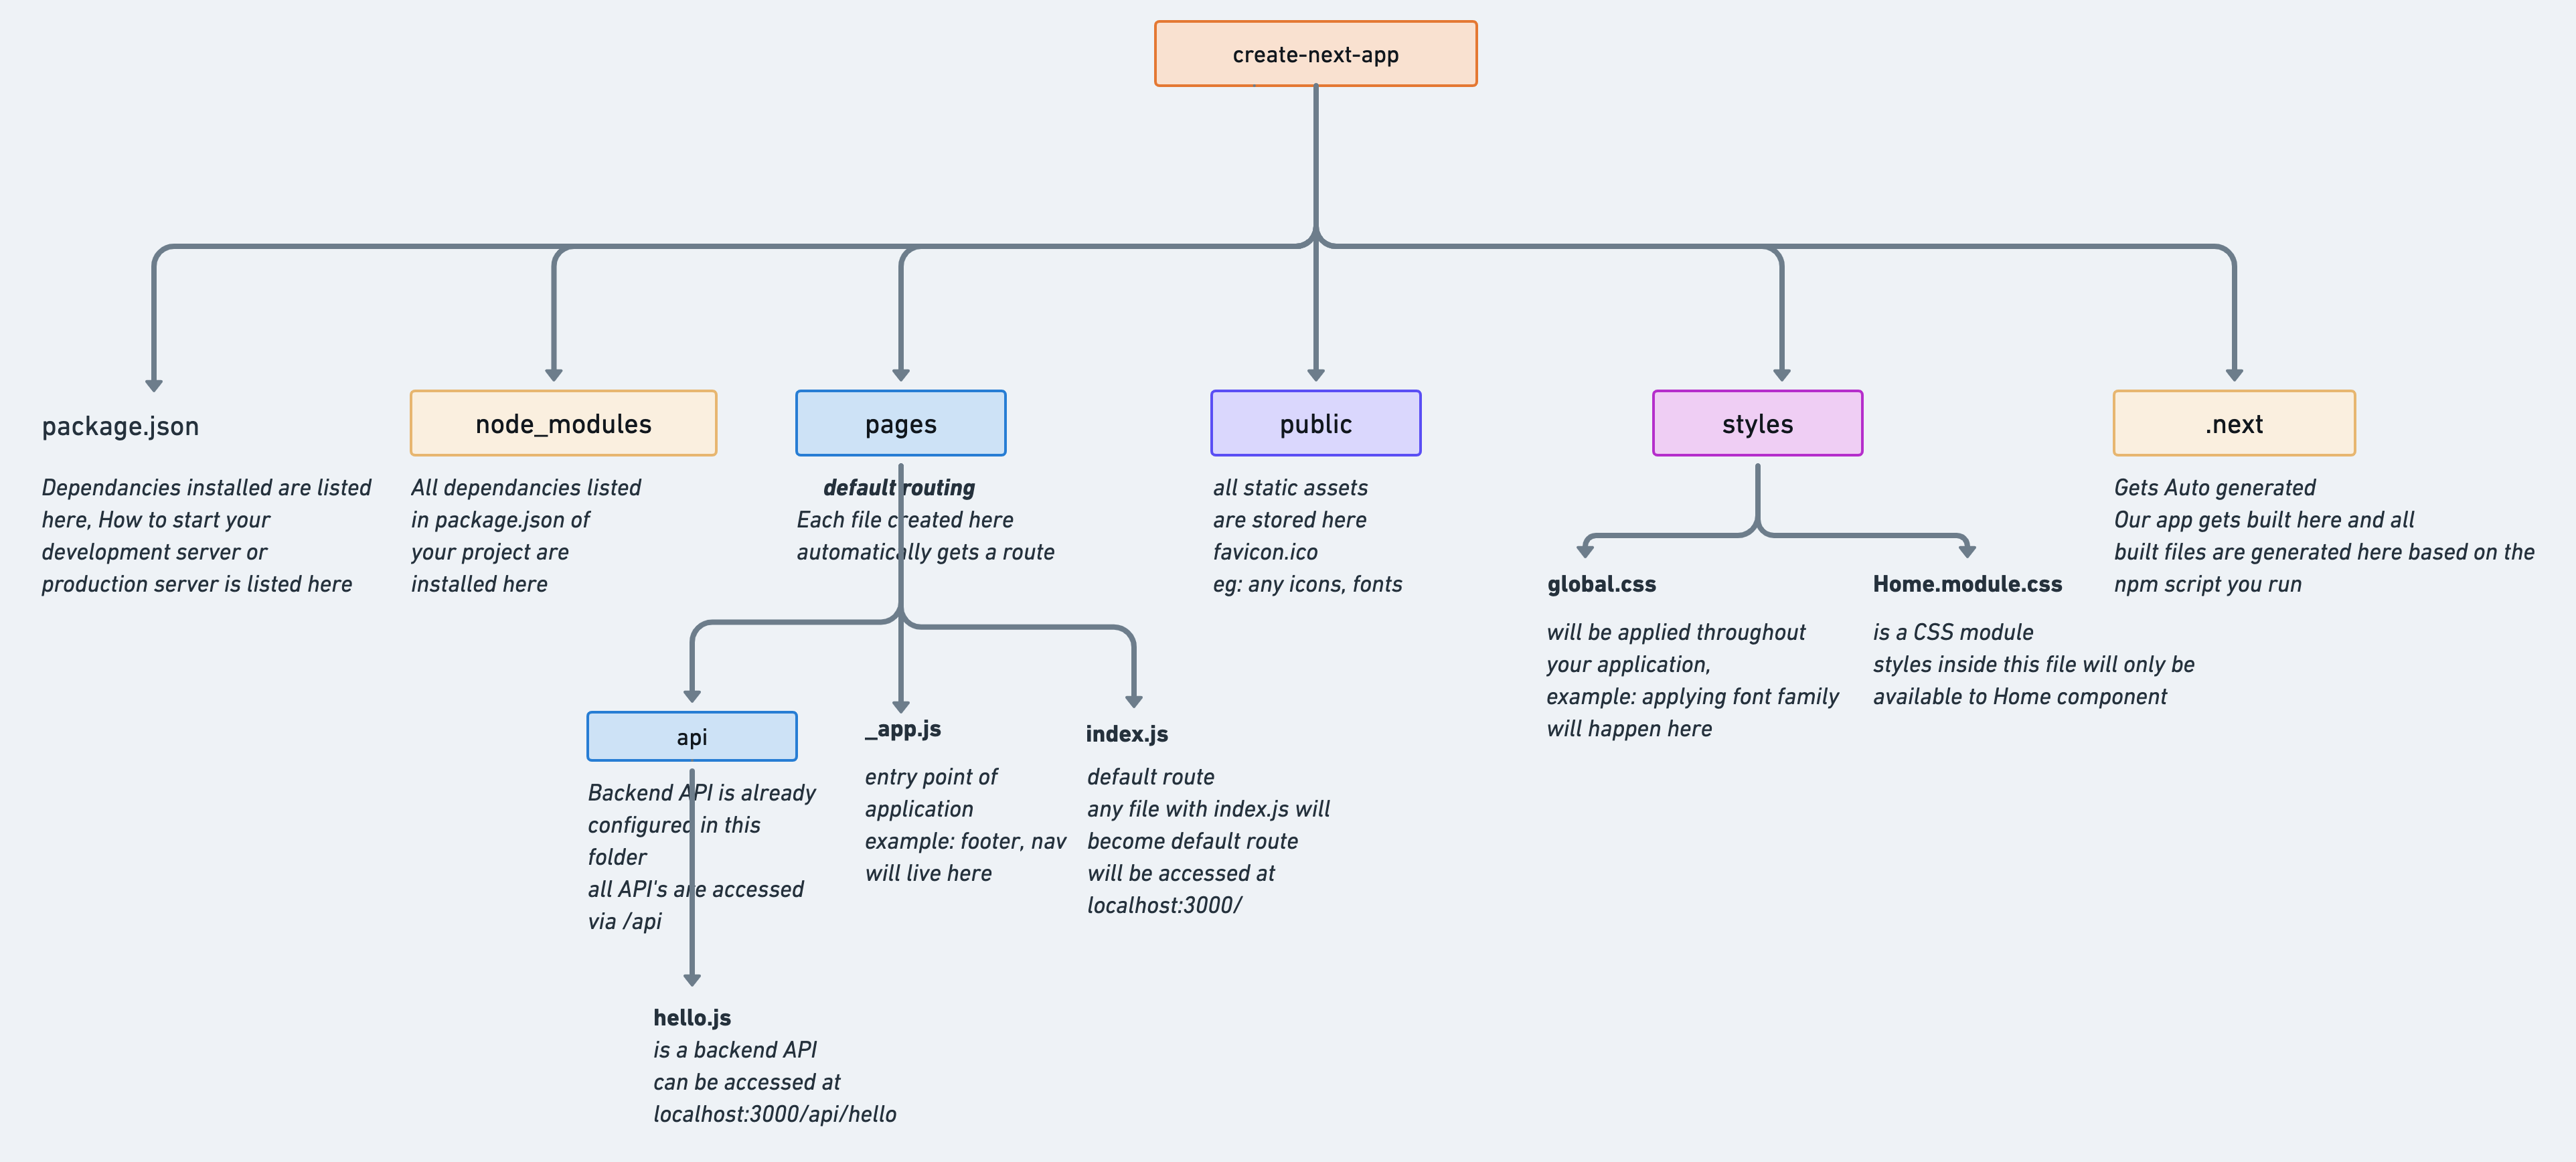 create-next-app
package.json
Dependancies installed are listed
here, How to start your
development server or
production server is listed here
node_modules
All dependancies listed
in package.json of
your project are
installed here
pages
default routing
Each file created here
automatically gets a route
public
all static assets
are stored here
favicon.ico
eg: any icons, fonts
styles
.next
Gets Auto generated
Our app gets built here and all
built files are generated here based on the
npm script you run
global.css
will be applied throughout
your application,
example: applying font family
will happen here
Home.module.css
is a CSS module
styles inside this file will only be
available to Home component
api
Backend API is already
configured in this
folder
all API's are accessed
via /api
_app.js
entry point of
application
example: footer, nav
will live here
index.js
default route
any file with index.js will
become default route
will be accessed at
localhost:3000/
hello.js
is a backend API
can be accessed at
localhost:3000/api/hello